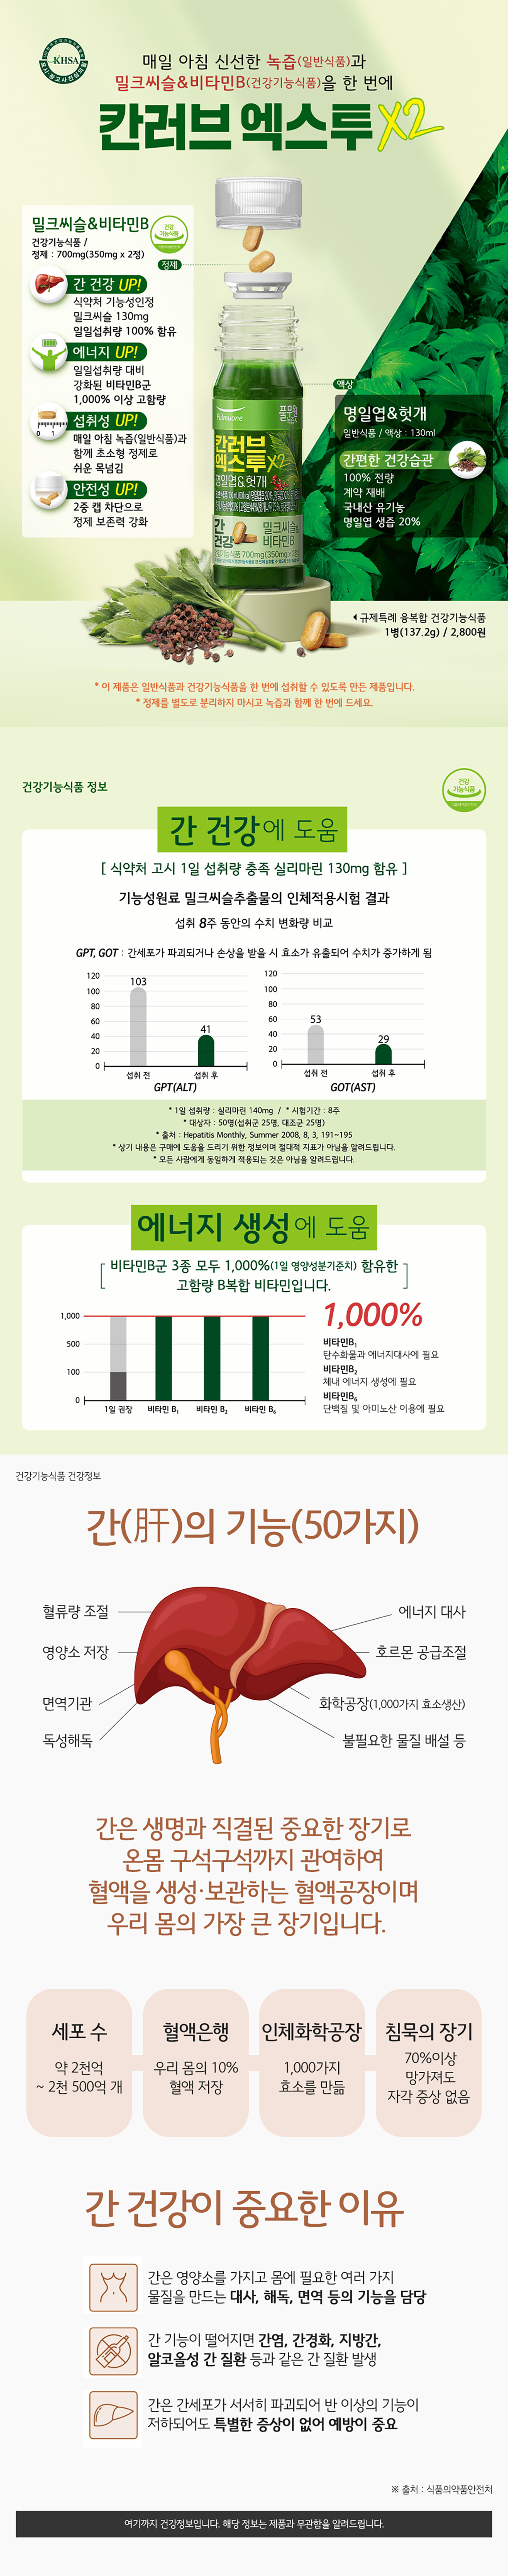 KHSA
매일 아침 신선한 녹즙(일반식품)과
밀크씨슬&비타민B(건강기능식품)을 한 번에
칸러브 엑스투 X2
밀크씨슬&비타민B
건강기능식품 /
정제 : 700mg(350mg x 2정)
건강
기능식품
정제
간 건강 UP!
식약처 기능성인정
밀크씨슬 130mg
일일섭취량 100% 함유
에너지 UP!
일일섭취량 대비
강화된 비타민B군
1,000% 이상 고함량
섭취성 UP!
0 1
매일 아침 녹즙(일반식품)과
함께 초소형 정제로
쉬운 목넘김
안전성 UP!
2중 캡 차단으로
정제 보존력 강화
Pulmuone
풀무원
칸러브
엑스투X2
명일엽&헛개
간
건강
밀크씨슬&
비타민B
건강기능식품 700mg(350mg x 2정)
액상
명일엽&헛개
일반식품 / 액상 : 130ml
간편한 건강습관
100% 전량
계약 재배
국내산 유기농
명일엽 생즙 20%
◀ 규제특례 융복합 건강기능식품
1병(137.2g) / 2,800원
* 이 제품은 일반식품과 건강기능식품을 한 번에 섭취할 수 있도록 만든 제품입니다.
* 정제를 별도로 분리하지 마시고 녹즙과 함께 한 번에 드세요.
건강기능식품 정보
건강
기능식품
간 건강에 도움
[ 식약처 고시 1일 섭취량 충족 실리마린 130mg 함유 ]
기능성원료 밀크씨슬추출물의 인체적용시험 결과
섭취 8주 동안의 수치 변화량 비교
GPT, GOT : 간세포가 파괴되거나 손상을 받을 시 효소가 유출되어 수치가 증가하게 됨
120
100
80
60
40
20
0
103
41
섭취 전
섭취 후
GPT(ALT)
120
100
80
60
40
20
0
53
29
섭취 전
섭취 후
GOT(AST)
* 1일 섭취량 : 실리마린 140mg / * 시험기간 : 8주
* 대상자 : 50명(섭취군 25명, 대조군 25명)
* 출처 : Hepatitis Monthly, Summer 2008, 8, 3, 191~195
* 상기 내용은 구매에 도움을 드리기 위한 정보이며 절대적 지표가 아님을 알려드립니다.
* 모든 사람에게 동일하게 적용되는 것은 아님을 알려드립니다.
에너지 생성에 도움
비타민B군 3종 모두 1,000%(1일 영양성분기준치) 함유한
고함량 B복합 비타민입니다.
1,000
500
100
0
1일 권장
비타민 B₁
비타민 B₂
비타민 B₆
1,000%
비타민B₁
탄수화물과 에너지대사에 필요
비타민B₂
체내 에너지 생성에 필요
비타민B₆
단백질 및 아미노산 이용에 필요
건강기능식품 건강정보
간(肝)의 기능(50가지)
혈류량 조절
영양소 저장
면역기관
독성해독
에너지 대사
호르몬 공급조절
화학공장(1,000가지 효소생산)
불필요한 물질 배설 등
간은 생명과 직결된 중요한 장기로
온몸 구석구석까지 관여하여
혈액을 생성·보관하는 혈액공장이며
우리 몸의 가장 큰 장기입니다.
세포 수
약 2천억
~ 2천 500억 개
혈액은행
우리 몸의 10%
혈액 저장
인체화학공장
1,000가지
효소를 만듦
침묵의 장기
70%이상
망가져도
자각 증상 없음
간 건강이 중요한 이유
간은 영양소를 가지고 몸에 필요한 여러 가지
물질을 만드는 대사, 해독, 면역 등의 기능을 담당
간 기능이 떨어지면 간염, 간경화, 지방간,
알코올성 간 질환 등과 같은 간 질환 발생
간은 간세포가 서서히 파괴되어 반 이상의 기능이
저하되어도 특별한 증상이 없어 예방이 중요
※ 출처 : 식품의약품안전처
여기까지 건강정보입니다. 해당 정보는 제품과 무관함을 알려드립니다.